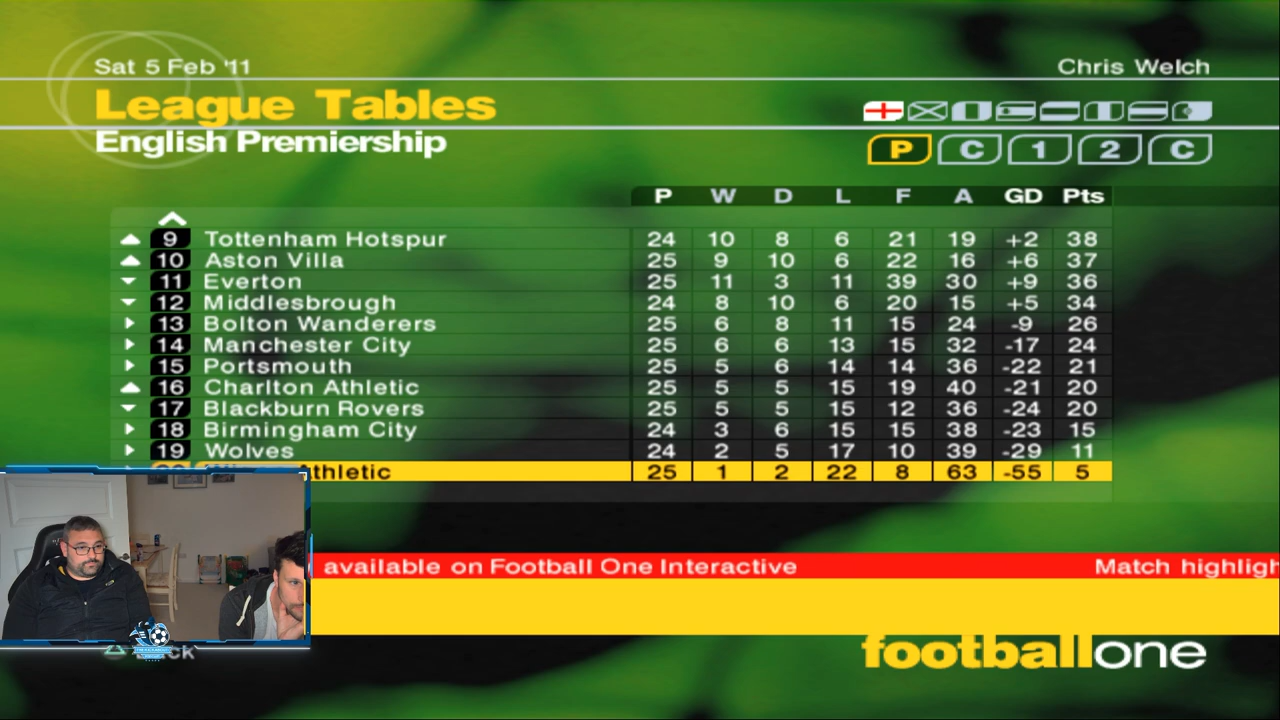 Sat 5 Feb '11
Chris Welch
League Tables
English Premiership
P C 1 2 C
P W D L F A GD Pts
9 Tottenham Hotspur 24 10 8 6 21 19 +2 38
10 Aston Villa 25 9 10 6 22 16 +6 37
11 Everton 25 11 3 11 39 30 +9 36
12 Middlesbrough 24 8 10 6 20 15 +5 34
13 Bolton Wanderers 25 6 8 11 15 24 -9 26
14 Manchester City 25 6 6 13 15 32 -17 24
15 Portsmouth 25 5 6 14 14 36 -22 21
16 Charlton Athletic 25 5 5 15 19 40 -21 20
17 Blackburn Rovers 25 5 5 15 12 36 -24 20
18 Birmingham City 24 3 6 15 15 38 -23 15
19 Wolves 24 2 5 17 10 39 -29 11
Athletic 25 1 2 22 8 63 -55 5
available on Football One Interactive Match highligh
footballone